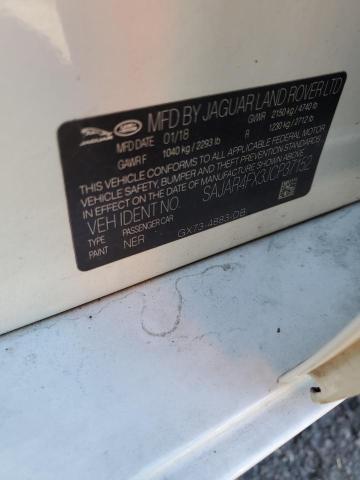 MFD BY JAGUAR LAND ROVER LTD
MFD DATE 01/18 GVWR 2150 kg / 4740 lb
GAWR F 1040 kg / 2293 lb R 1230 kg / 2712 lb
THIS VEHICLE CONFORMS TO ALL APPLICABLE FEDERAL MOTOR
VEHICLE SAFETY, BUMPER AND THEFT PREVENTION STANDARDS
IN EFFECT ON THE DATE OF MANUFACTURE SHOWN ABOVE
VEH IDENT NO. SAJAR4FX3JCP37152
TYPE PASSENGER CAR
PAINT NER GX73-4583-DB